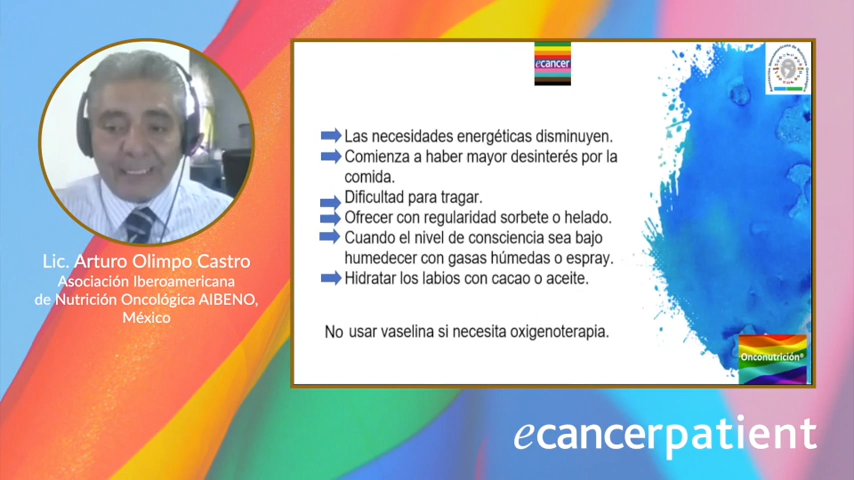 ecancer
Las necesidades energéticas disminuyen.
Comienza a haber mayor desinterés por la
comida.
Dificultad para tragar.
Ofrecer con regularidad sorbete o helado.
Cuando el nivel de consciencia sea bajo
humedecer con gasas húmedas o espray.
Hidratar los labios con cacao o aceite.
No usar vaselina si necesita oxigenoterapia.
Onconutrición®
Lic. Arturo Olimpo Castro
Asociación Iberoamericana
de Nutrición Oncológica AIBENO,
México
ecancerpatient